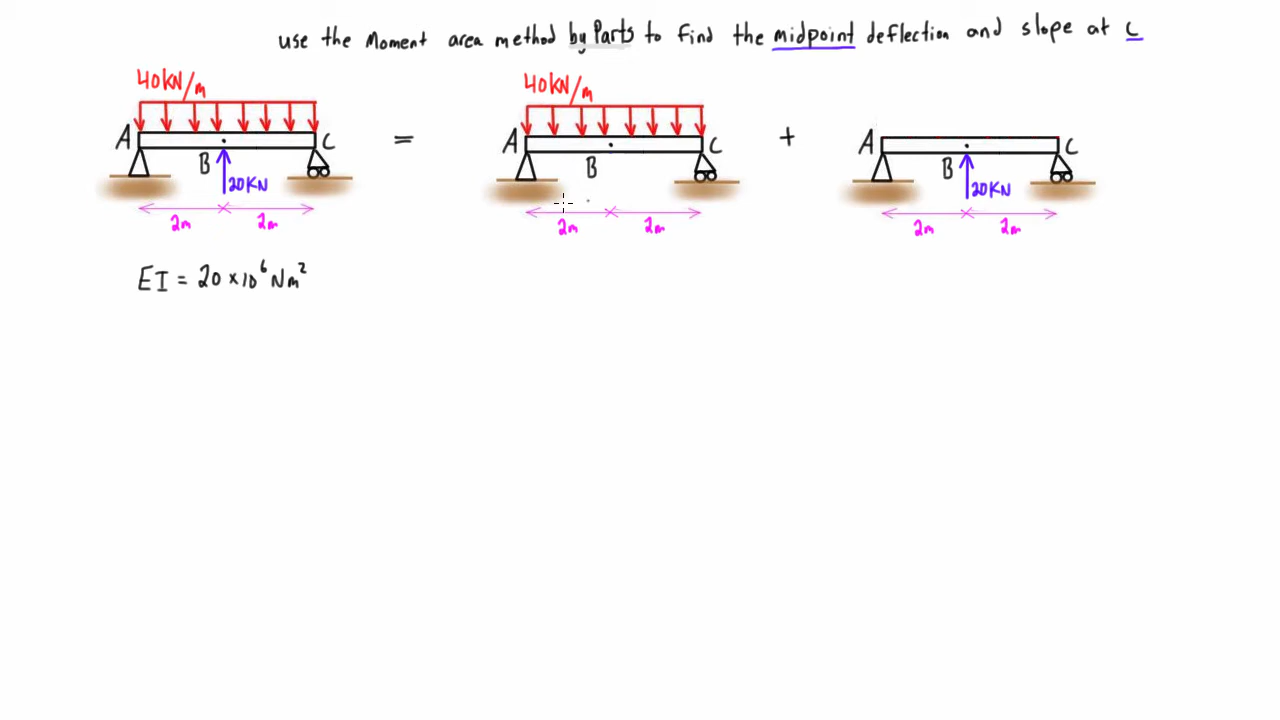 use the Moment area method by Parts to find the midpoint deflection and slope at C
40KN/m
40KN/m
A C = A C + A C
B B B
20KN 20KN
2m 2m 2m 2m 2m 2m
EI = 20 × 10⁶ Nm²